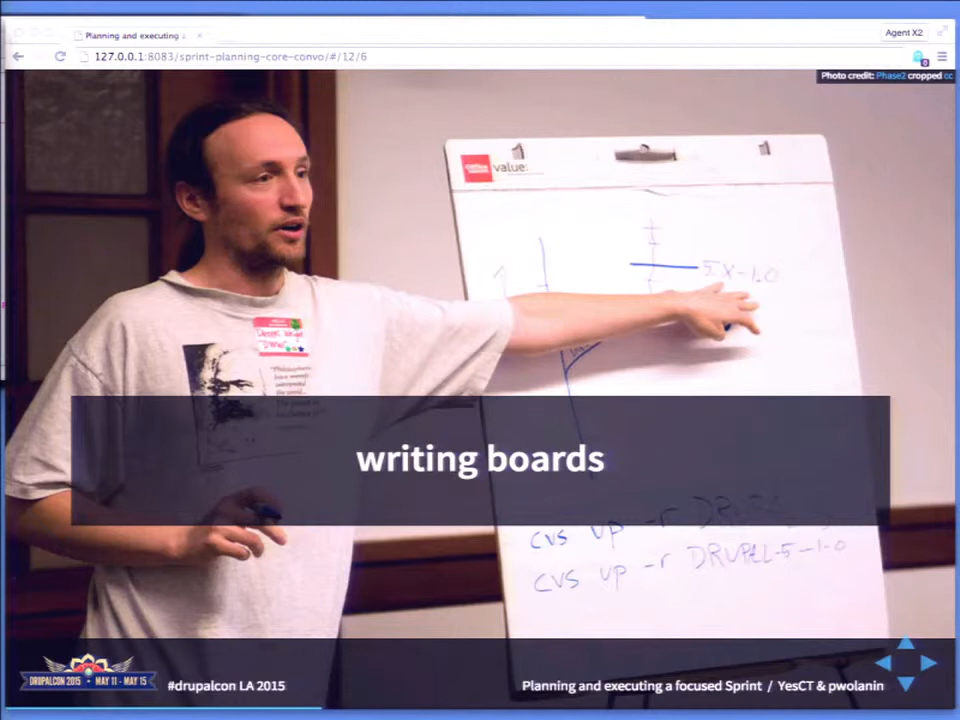 Planning and executing a
Agent X2
127.0.0.1:8083/sprint-planning-core-convo/#/12/6
Photo credit: Phase2 cropped cc
value:
5.x-1.0
writing boards
cvs up -r
cvs up -r DRUPAL-5-1-0
DRUPALCON 2015 • MAY 11 - MAY 15
#drupalcon LA 2015
Planning and executing a focused Sprint / YesCT & pwolanin